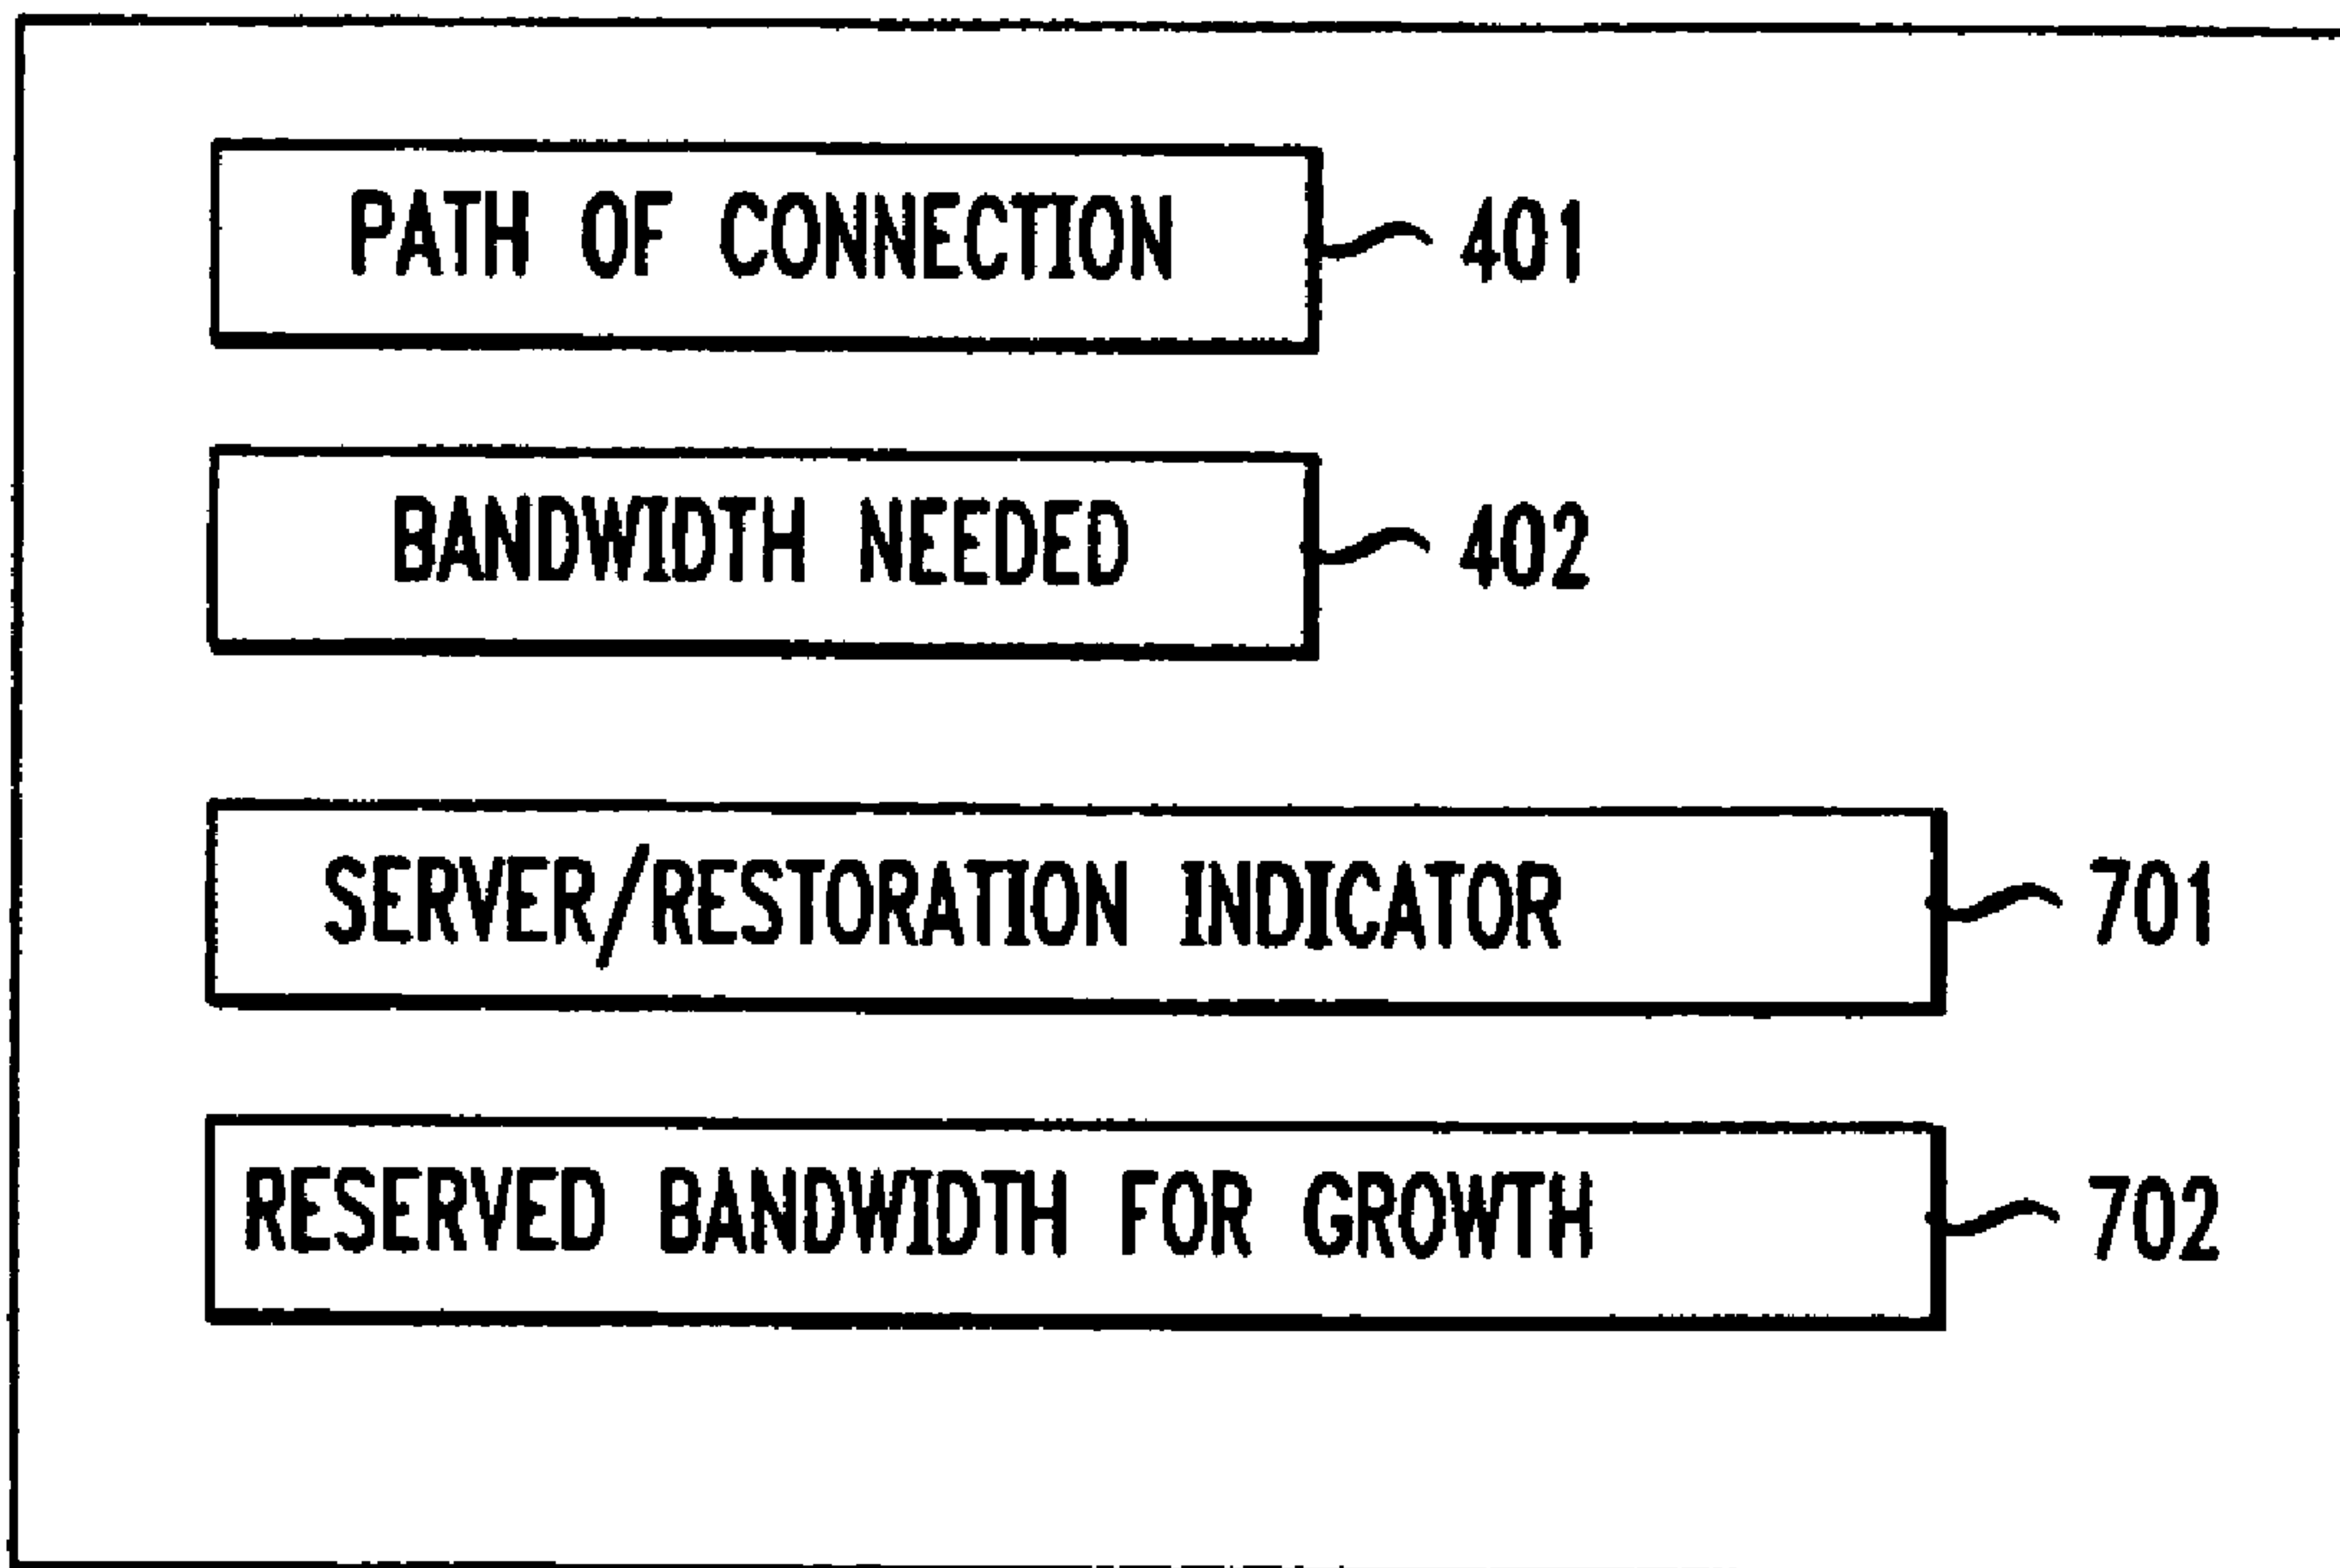 PATH OF CONNECTION 401
BANDWIDTH NEEDED 402
SERVER/RESTORATION INDICATOR 701
RESERVED BANDWIDTH FOR GROWTH 702